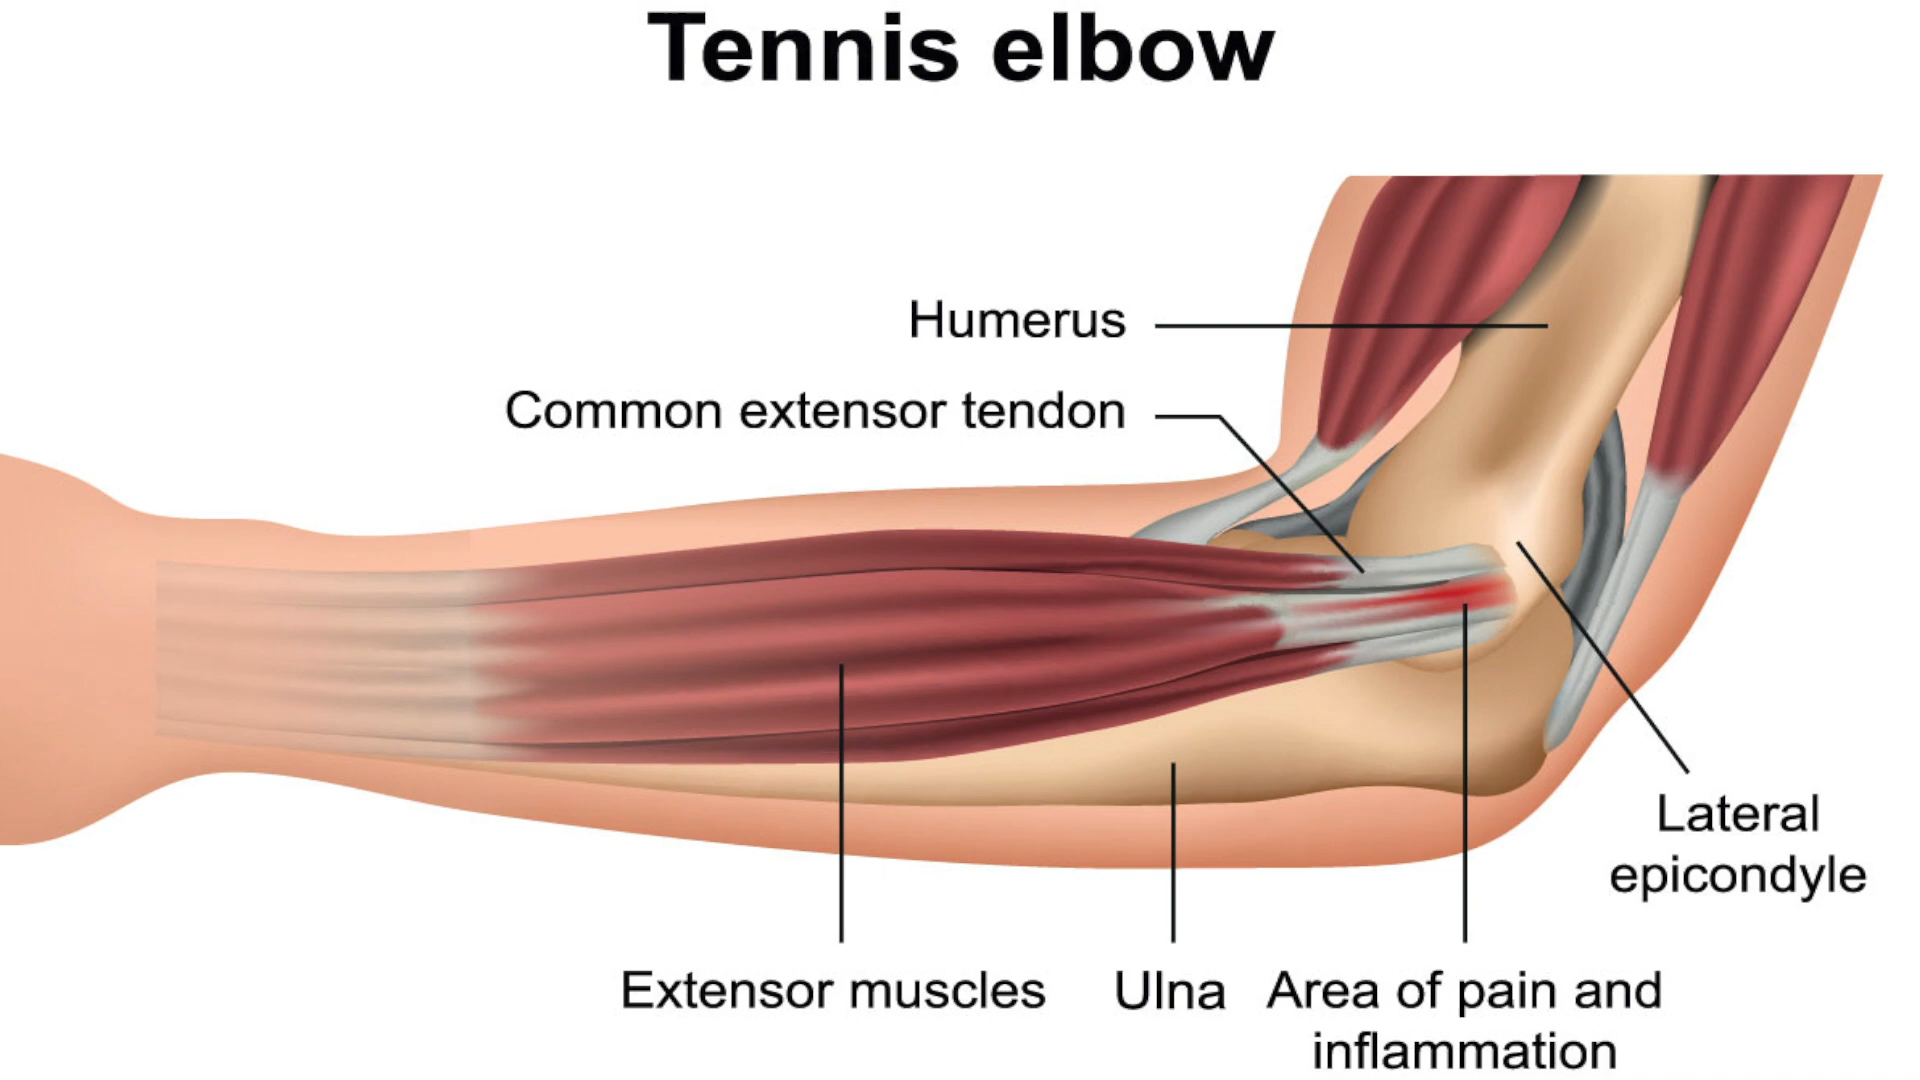 Tennis elbow
Humerus
Common extensor tendon
Lateral
epicondyle
Extensor muscles
Ulna
Area of pain and
inflammation